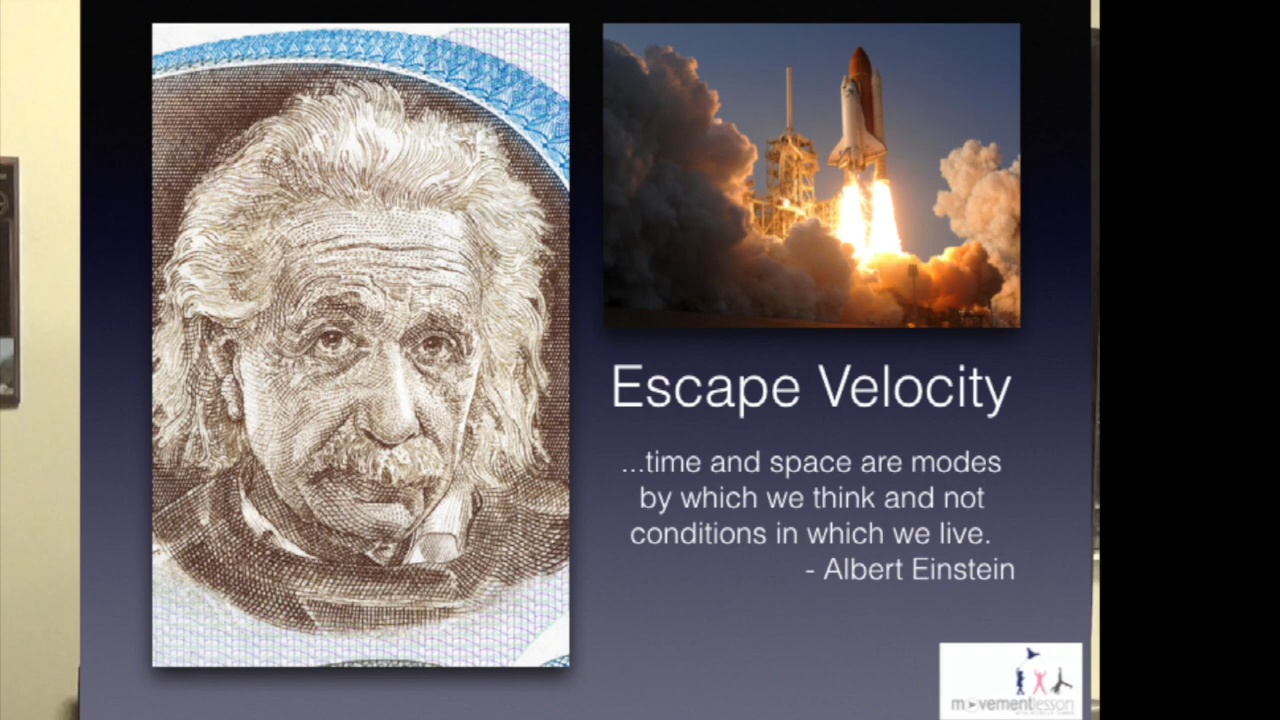 Escape Velocity
...time and space are modes
by which we think and not
conditions in which we live.
- Albert Einstein
movementlesson